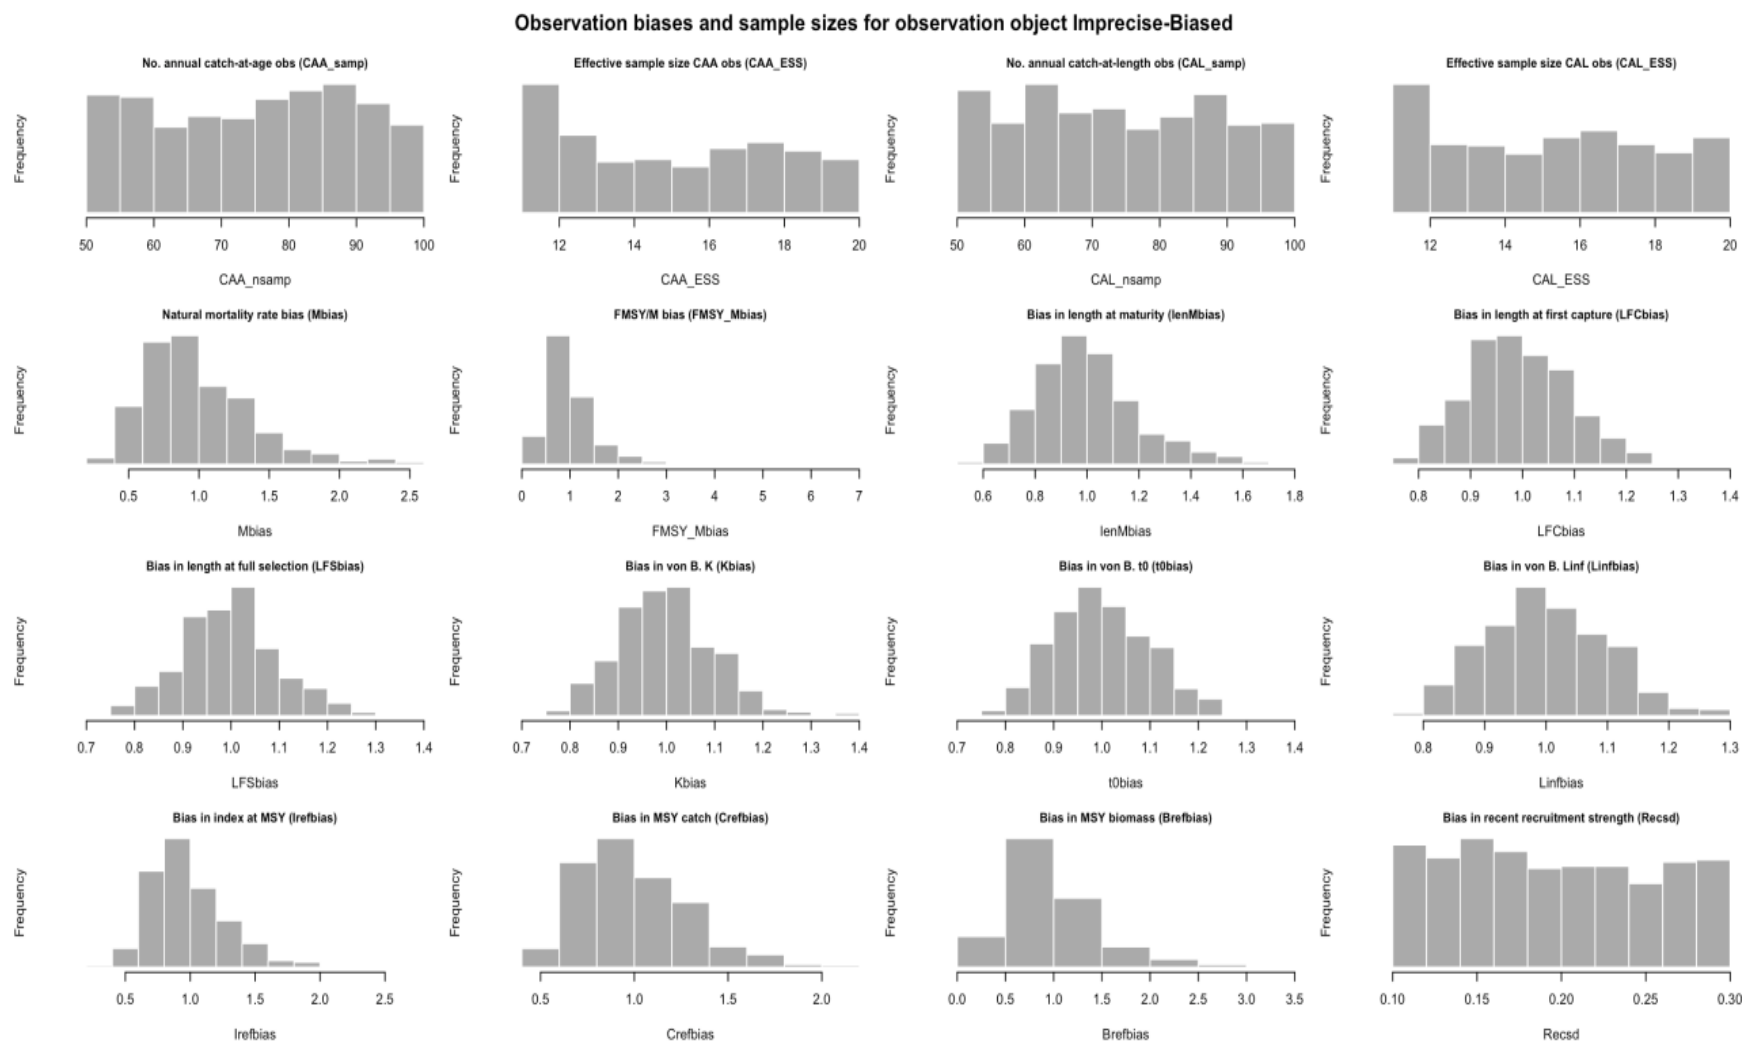 Observation biases and sample sizes for observation object Imprecise-Biased
No. annual catch-at-age obs (CAA_samp)
Frequency
50 60 70 80 90 100
CAA_nsamp
Effective sample size CAA obs (CAA_ESS)
Frequency
12 14 16 18 20
CAA_ESS
No. annual catch-at-length obs (CAL_samp)
Frequency
50 60 70 80 90 100
CAL_nsamp
Effective sample size CAL obs (CAL_ESS)
Frequency
12 14 16 18 20
CAL_ESS
Natural mortality rate bias (Mbias)
Frequency
0.5 1.0 1.5 2.0 2.5
Mbias
FMSY/M bias (FMSY_Mbias)
Frequency
0 1 2 3 4 5 6 7
FMSY_Mbias
Bias in length at maturity (lenMbias)
Frequency
0.6 0.8 1.0 1.2 1.4 1.6 1.8
lenMbias
Bias in length at first capture (LFCbias)
Frequency
0.8 0.9 1.0 1.1 1.2 1.3 1.4
LFCbias
Bias in length at full selection (LFSbias)
Frequency
0.7 0.8 0.9 1.0 1.1 1.2 1.3 1.4
LFSbias
Bias in von B. K (Kbias)
Frequency
0.7 0.8 0.9 1.0 1.1 1.2 1.3 1.4
Kbias
Bias in von B. t0 (t0bias)
Frequency
0.7 0.8 0.9 1.0 1.1 1.2 1.3 1.4
t0bias
Bias in von B. Linf (Linfbias)
Frequency
0.8 0.9 1.0 1.1 1.2 1.3
Linfbias
Bias in index at MSY (Irefbias)
Frequency
0.5 1.0 1.5 2.0 2.5
Irefbias
Bias in MSY catch (Crefbias)
Frequency
0.5 1.0 1.5 2.0
Crefbias
Bias in MSY biomass (Brefbias)
Frequency
0.0 0.5 1.0 1.5 2.0 2.5 3.0 3.5
Brefbias
Bias in recent recruitment strength (Recsd)
Frequency
0.10 0.15 0.20 0.25 0.30
Recsd